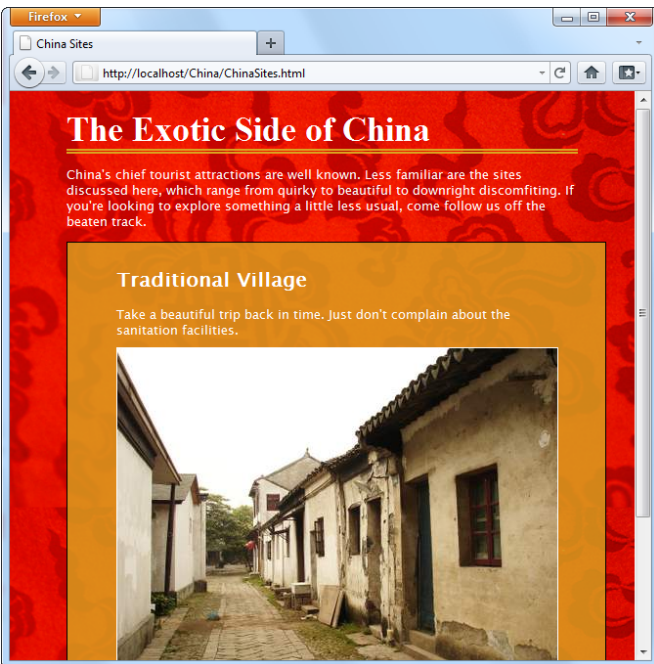 Firefox
China Sites
http://localhost/China/ChinaSites.html
The Exotic Side of China
China's chief tourist attractions are well known. Less familiar are the sites
discussed here, which range from quirky to beautiful to downright discomfiting. If
you're looking to explore something a little less usual, come follow us off the
beaten track.
Traditional Village
Take a beautiful trip back in time. Just don't complain about the
sanitation facilities.